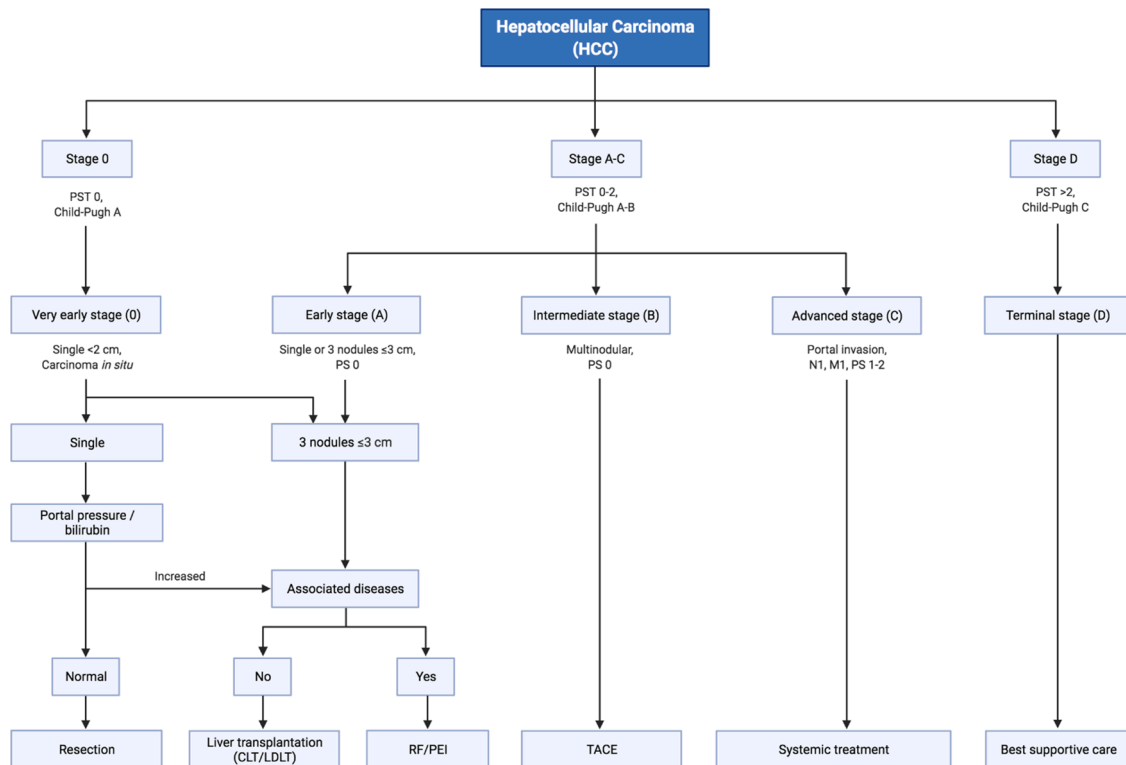 Hepatocellular Carcinoma
(HCC)
Stage 0
Stage A-C
Stage D
PST 0,
Child-Pugh A
PST 0-2,
Child-Pugh A-B
PST >2,
Child-Pugh C
Very early stage (0)
Early stage (A)
Intermediate stage (B)
Advanced stage (C)
Terminal stage (D)
Single <2 cm,
Carcinoma in situ
Single or 3 nodules ≤3 cm,
PS 0
Multinodular,
PS 0
Portal invasion,
N1, M1, PS 1-2
Single
3 nodules ≤3 cm
Portal pressure /
bilirubin
Increased
Associated diseases
Normal
No
Yes
Resection
Liver transplantation
(CLT/LDLT)
RF/PEI
TACE
Systemic treatment
Best supportive care